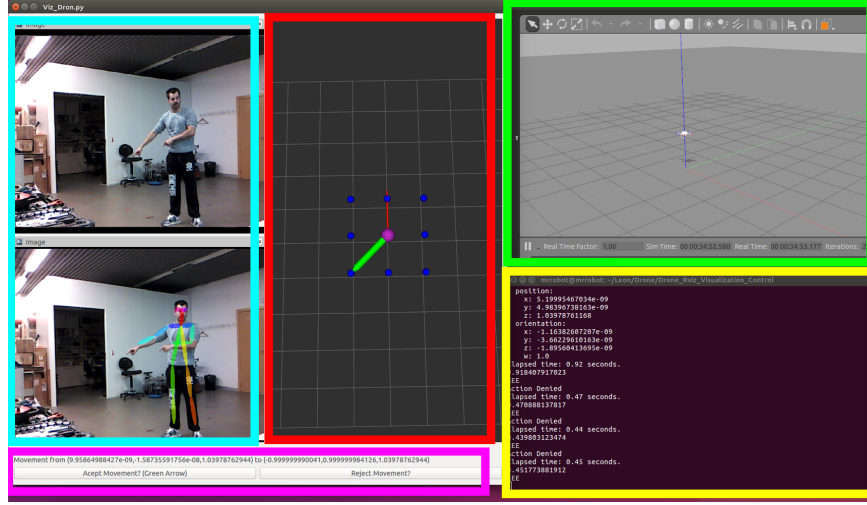 Viz_Dron.py
Image
Image
Movement from (9.95864988427e-09,-1.58735591756e-08,1.03978762944) to (-0.999999990041,0.999999984126,1.03978762944)
Acept Movement? (Green Arrow)
Reject Movement?
Real Time Factor: 1.00
Sim Time: 00 00:34:52.580
Real Time: 00 00:34:53.177
Iterations: 2
mrrobot@mrrobot: ~/Leon/Drone/Drone_Rviz_Visualization_Control
position:
x: 5.19995467034e-09
y: 4.98396738163e-09
z: 1.03978761168
orientation:
x: -1.16382607207e-09
y: -3.66229610163e-09
z: -1.89560413695e-09
w: 1.0
lapsed time: 0.92 seconds.
.918407917023
EE
ction Denied
lapsed time: 0.47 seconds.
.470888137817
EE
ction Denied
lapsed time: 0.44 seconds.
.439803123474
EE
ction Denied
lapsed time: 0.45 seconds.
.451773881912
EE